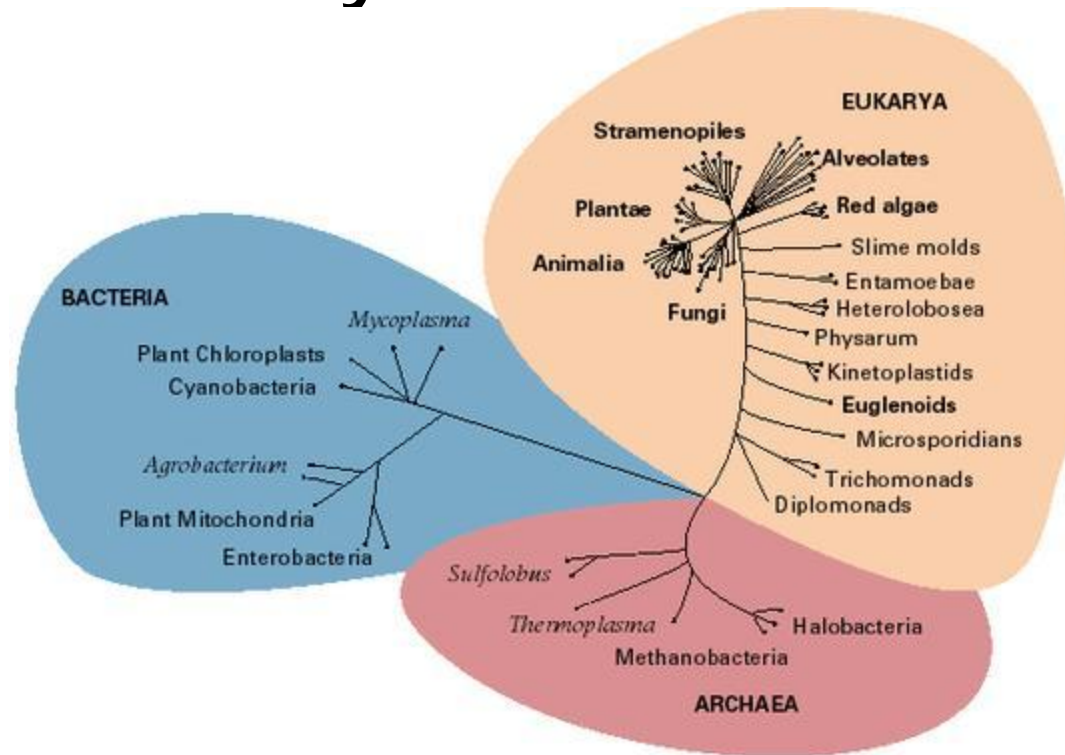 EUKARYA
Stramenopiles
Alveolates
Plantae
Red algae
Animalia
Slime molds
Entamoebae
Heterolobosea
Fungi
Physarum
Kinetoplastids
Euglenoids
Microsporidians
Trichomonads
Diplomonads
BACTERIA
Mycoplasma
Plant Chloroplasts
Cyanobacteria
Agrobacterium
Plant Mitochondria
Enterobacteria
Sulfolobus
Thermoplasma
Halobacteria
Methanobacteria
ARCHAEA